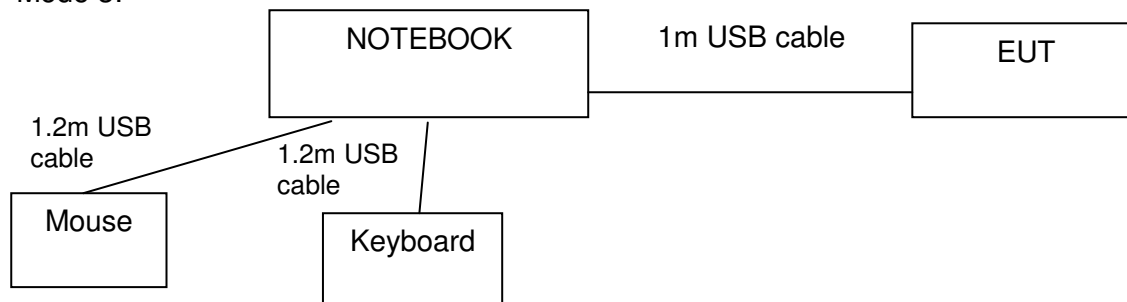 NOTEBOOK
1m USB cable
EUT
1.2m USB
cable
1.2m USB
cable
Mouse
Keyboard